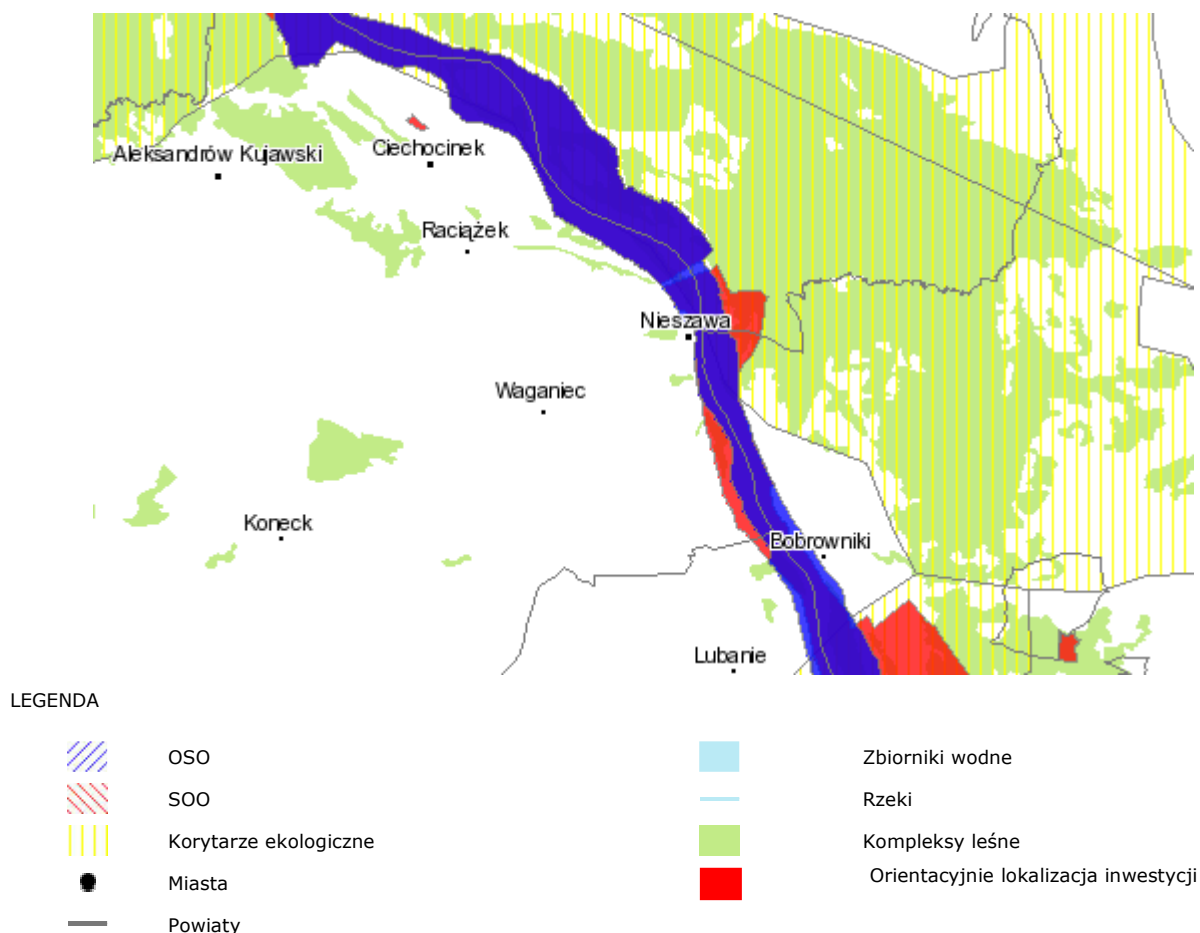 Aleksandrów Kujawski
Ciechocinek
Raciążek
Nieszawa
Waganiec
Koneck
Bobrowniki
Lubanie
LEGENDA
OSO
SOO
Korytarze ekologiczne
Miasta
Powiaty
Zbiorniki wodne
Rzeki
Kompleksy leśne
Orientacyjnie lokalizacja inwestycji